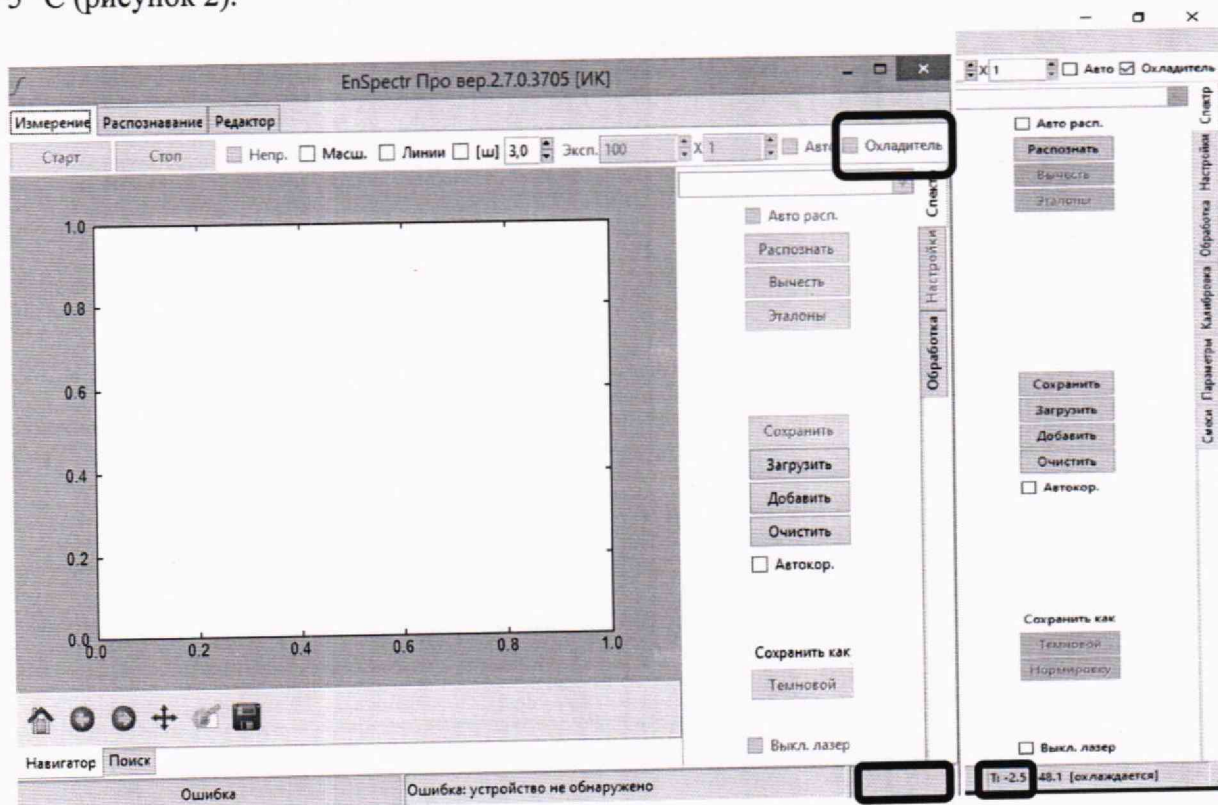 5 °С (рисунок 2).
EnSpectr Про вер.2.7.0.3705 [ИК]
Измерение Распознавание Редактор
Старт Стоп Непр. Масш. Линии [ш] 3,0 Эксп. 100 X 1 Авто Охладитель
Спектр
Настройки
Обработка
Авто расп.
Распознать
Вычесть
Эталоны
Сохранить
Загрузить
Добавить
Очистить
Автокор.
Сохранить как
Темновой
Выкл. лазер
1.0
0.8
0.6
0.4
0.2
0.0
0.0 0.2 0.4 0.6 0.8 1.0
Навигатор Поиск
Ошибка Ошибка: устройство не обнаружено
X 1 Авто Охладитель
Спектр
Настройки
Обработка
Калибровка
Параметры
Смеси
Авто расп.
Распознать
Вычесть
Эталоны
Сохранить
Загрузить
Добавить
Очистить
Автокор.
Сохранить как
Темновой
Нормировку
Выкл. лазер
-2.5 48.1 [охлаждается]